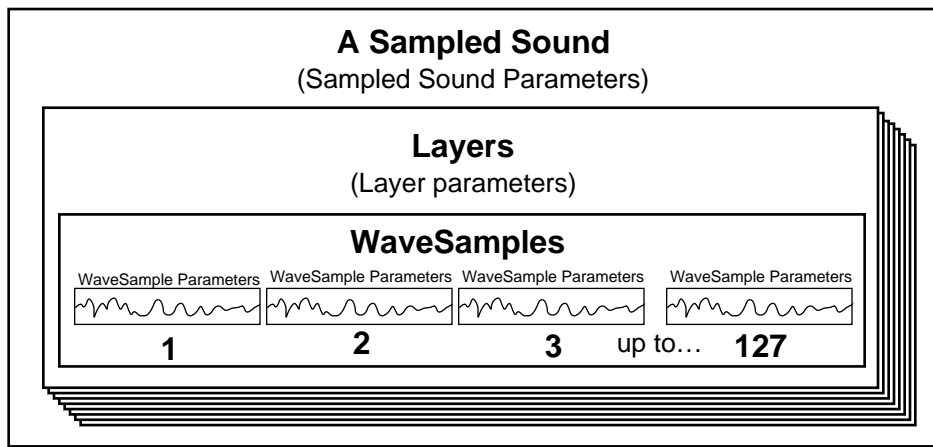 A Sampled Sound
(Sampled Sound Parameters)
Layers
(Layer parameters)
WaveSamples
WaveSample Parameters WaveSample Parameters WaveSample Parameters WaveSample Parameters
1 2 3 up to… 127